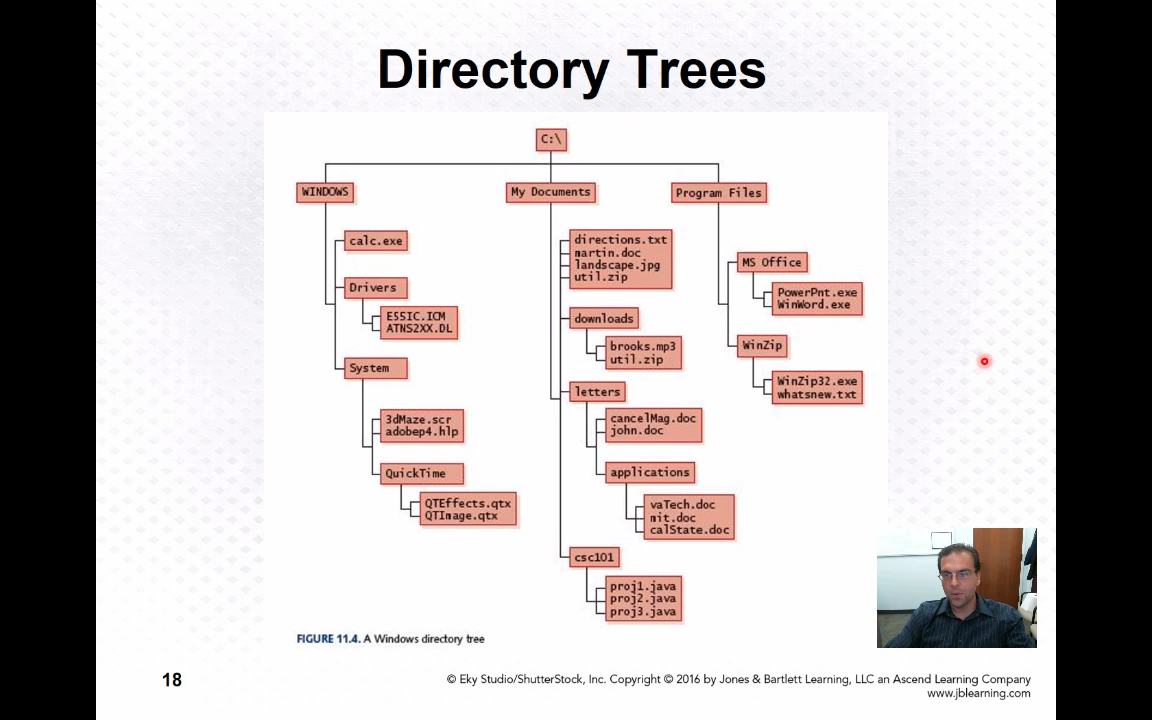 Directory Trees
C:\
WINDOWS
My Documents
Program Files
calc.exe
Drivers
E55IC.ICM
ATNS2XX.DL
System
3dMaze.scr
adobep4.hlp
QuickTime
QTEffects.qtx
QTImage.qtx
directions.txt
martin.doc
landscape.jpg
util.zip
downloads
brooks.mp3
util.zip
letters
cancelMag.doc
john.doc
applications
vaTech.doc
mit.doc
calState.doc
csc101
proj1.java
proj2.java
proj3.java
MS Office
PowerPnt.exe
WinWord.exe
WinZip
WinZip32.exe
whatsnew.txt
FIGURE 11.4. A Windows directory tree
18
© Eky Studio/ShutterStock, Inc. Copyright © 2016 by Jones & Bartlett Learning, LLC an Ascend Learning Company
www.jblearning.com